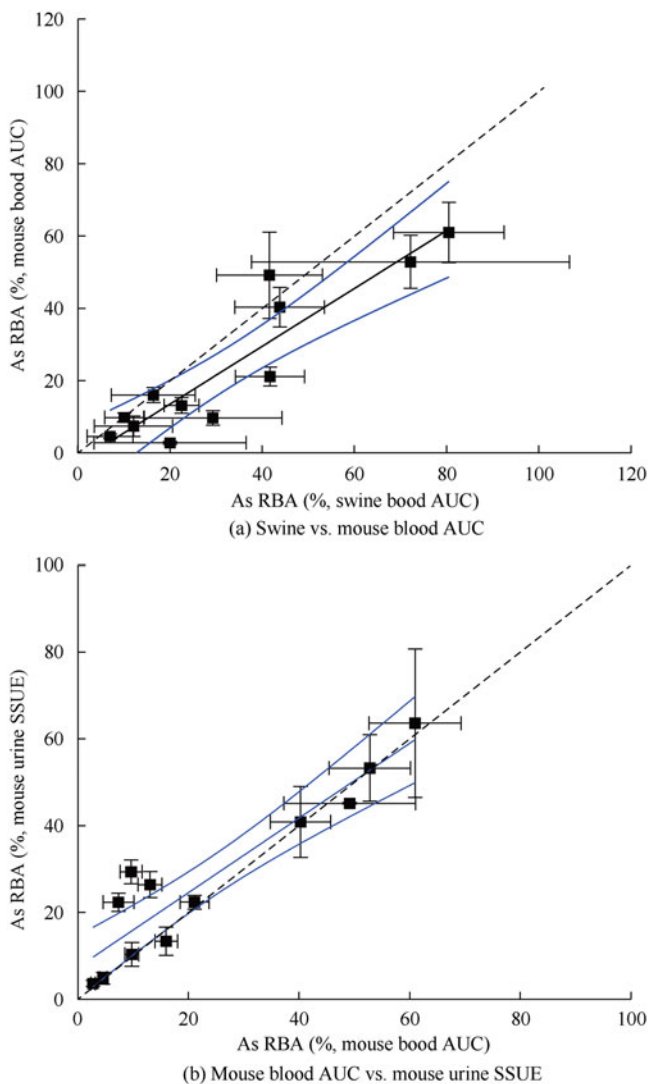 120
100
80
60
40
20
0
As RBA (%, mouse bood AUC)
0 20 40 60 80 100 120
As RBA (%, swine bood AUC)
(a) Swine vs. mouse blood AUC
100
80
60
40
20
0
As RBA (%, mouse urine SSUE)
0 20 40 60 80 100
As RBA (%, mouse bood AUC)
(b) Mouse blood AUC vs. mouse urine SSUE